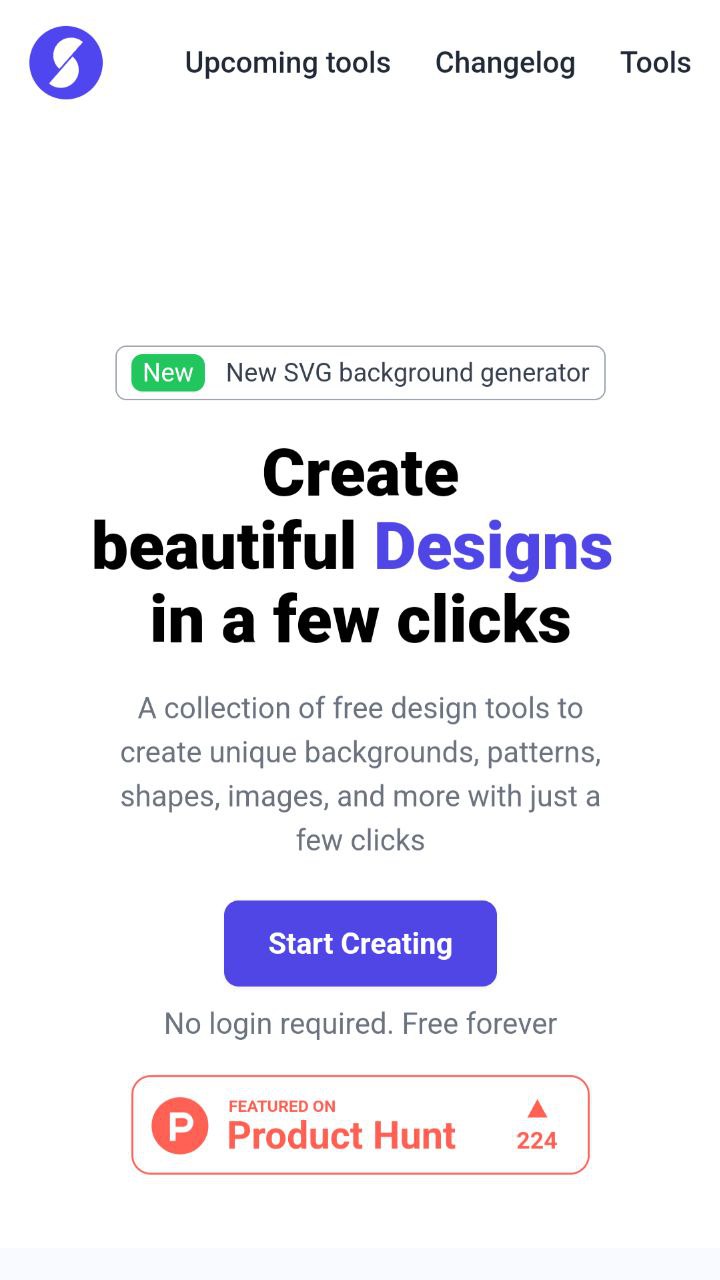 Upcoming tools Changelog Tools
New New SVG background generator
Create
beautiful Designs
in a few clicks
A collection of free design tools to
create unique backgrounds, patterns,
shapes, images, and more with just a
few clicks
Start Creating
No login required. Free forever
P FEATURED ON
Product Hunt
▲
224